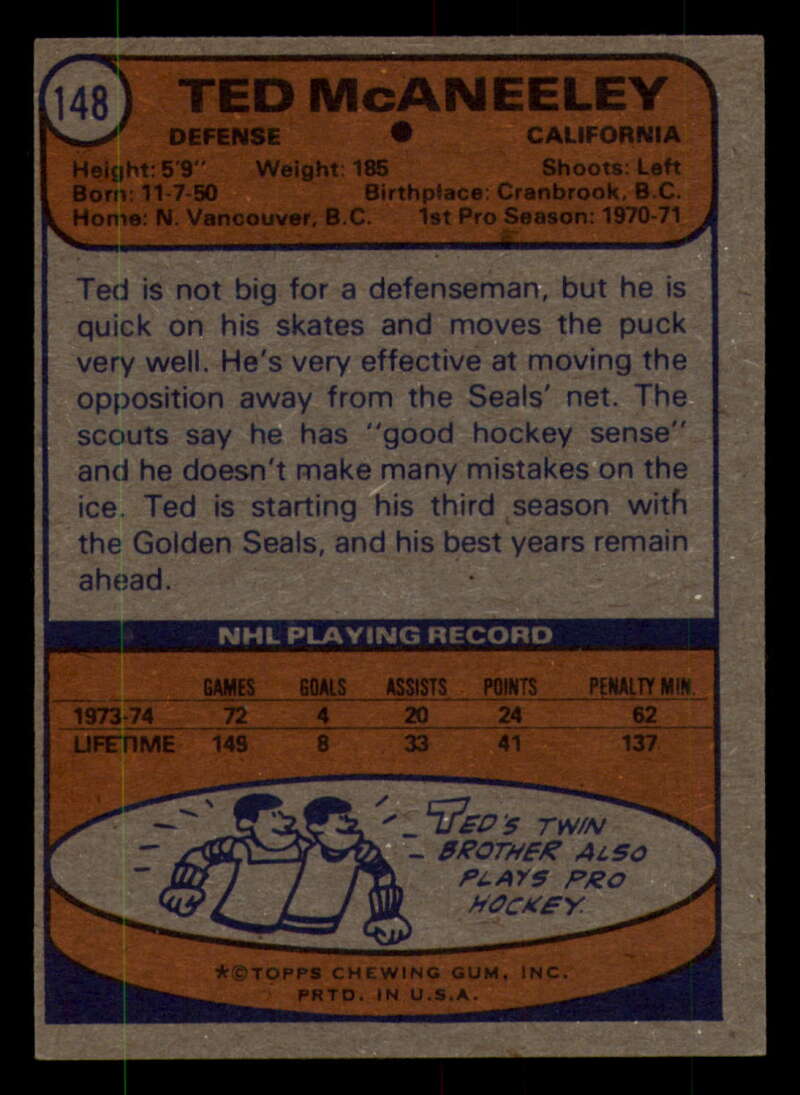 148
TED McANEELEY
DEFENSE ● CALIFORNIA
Height: 5'9" Weight: 185 Shoots: Left
Born: 11-7-50 Birthplace: Cranbrook, B.C.
Home: N. Vancouver, B.C. 1st Pro Season: 1970-71
Ted is not big for a defenseman, but he is
quick on his skates and moves the puck
very well. He's very effective at moving the
opposition away from the Seals' net. The
scouts say he has "good hockey sense"
and he doesn't make many mistakes on the
ice. Ted is starting his third season with
the Golden Seals, and his best years remain
ahead.
NHL PLAYING RECORD
GAMES GOALS ASSISTS POINTS PENALTY MIN.
1973-74 72 4 20 24 62
LIFETIME 149 8 33 41 137
TED'S TWIN
BROTHER ALSO
PLAYS PRO
HOCKEY.
*©TOPPS CHEWING GUM, INC.
PRTD. IN U.S.A.